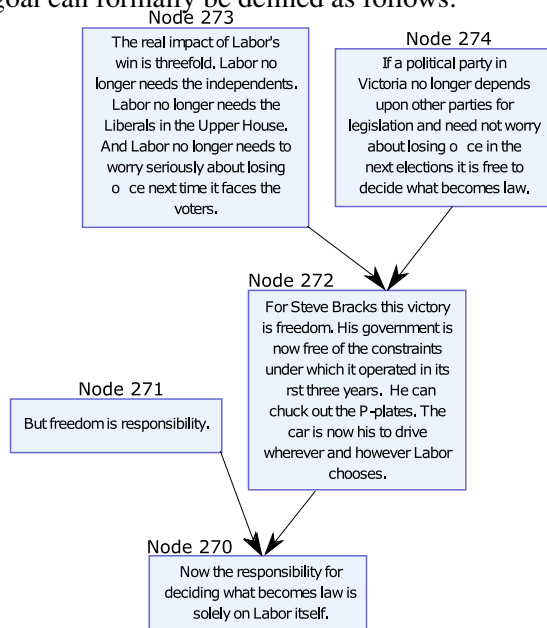 goal can formally be defined as follows:
Node 273
The real impact of Labor's
win is threefold. Labor no
longer needs the independents.
Labor no longer needs the
Liberals in the Upper House.
And Labor no longer needs to
worry seriously about losing
o ce next time it faces the
voters.
Node 274
If a political party in
Victoria no longer depends
upon other parties for
legislation and need not worry
about losing o ce in the
next elections it is free to
decide what becomes law.
Node 272
For Steve Bracks this victory
is freedom. His government is
now free of the constraints
under which it operated in its
rst three years. He can
chuck out the P-plates. The
car is now his to drive
wherever and however Labor
chooses.
Node 271
But freedom is responsibility.
Node 270
Now the responsibility for
deciding what becomes law is
solely on Labor itself.